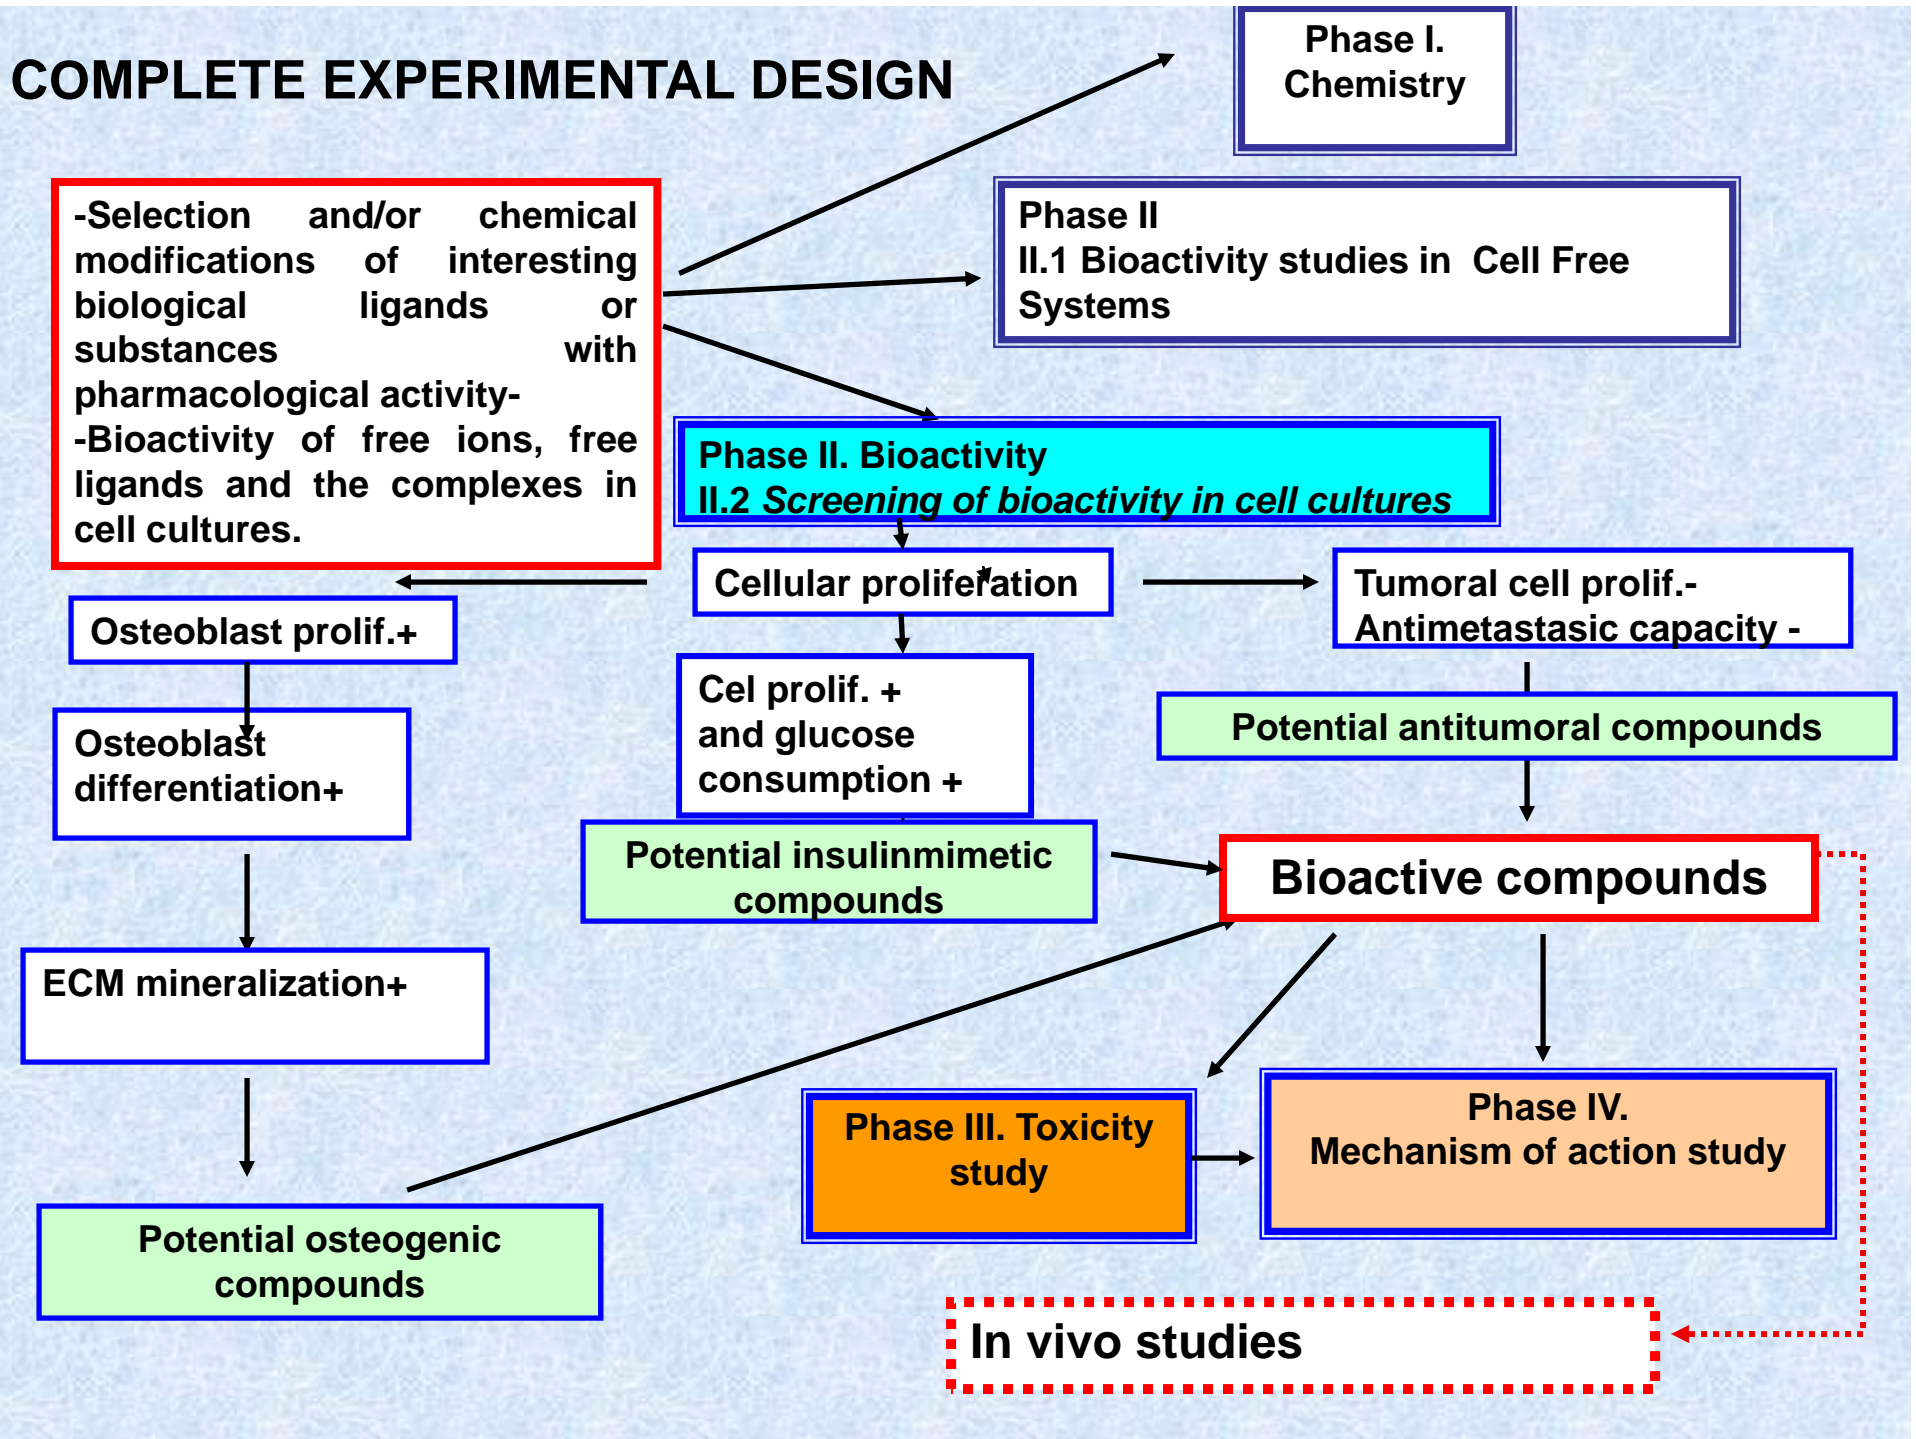 COMPLETE EXPERIMENTAL DESIGN
Phase I.
Chemistry
-Selection and/or chemical
modifications of interesting
biological ligands or
substances with
pharmacological activity-
-Bioactivity of free ions, free
ligands and the complexes in
cell cultures.
Phase II
II.1 Bioactivity studies in Cell Free
Systems
Phase II. Bioactivity
II.2 Screening of bioactivity in cell cultures
Cellular proliferation
Tumoral cell prolif.-
Antimetastasic capacity -
Osteoblast prolif.+
Cel prolif. +
and glucose
consumption +
Potential antitumoral compounds
Osteoblast
differentiation+
Potential insulinmimetic
compounds
Bioactive compounds
ECM mineralization+
Phase III. Toxicity
study
Phase IV.
Mechanism of action study
Potential osteogenic
compounds
In vivo studies